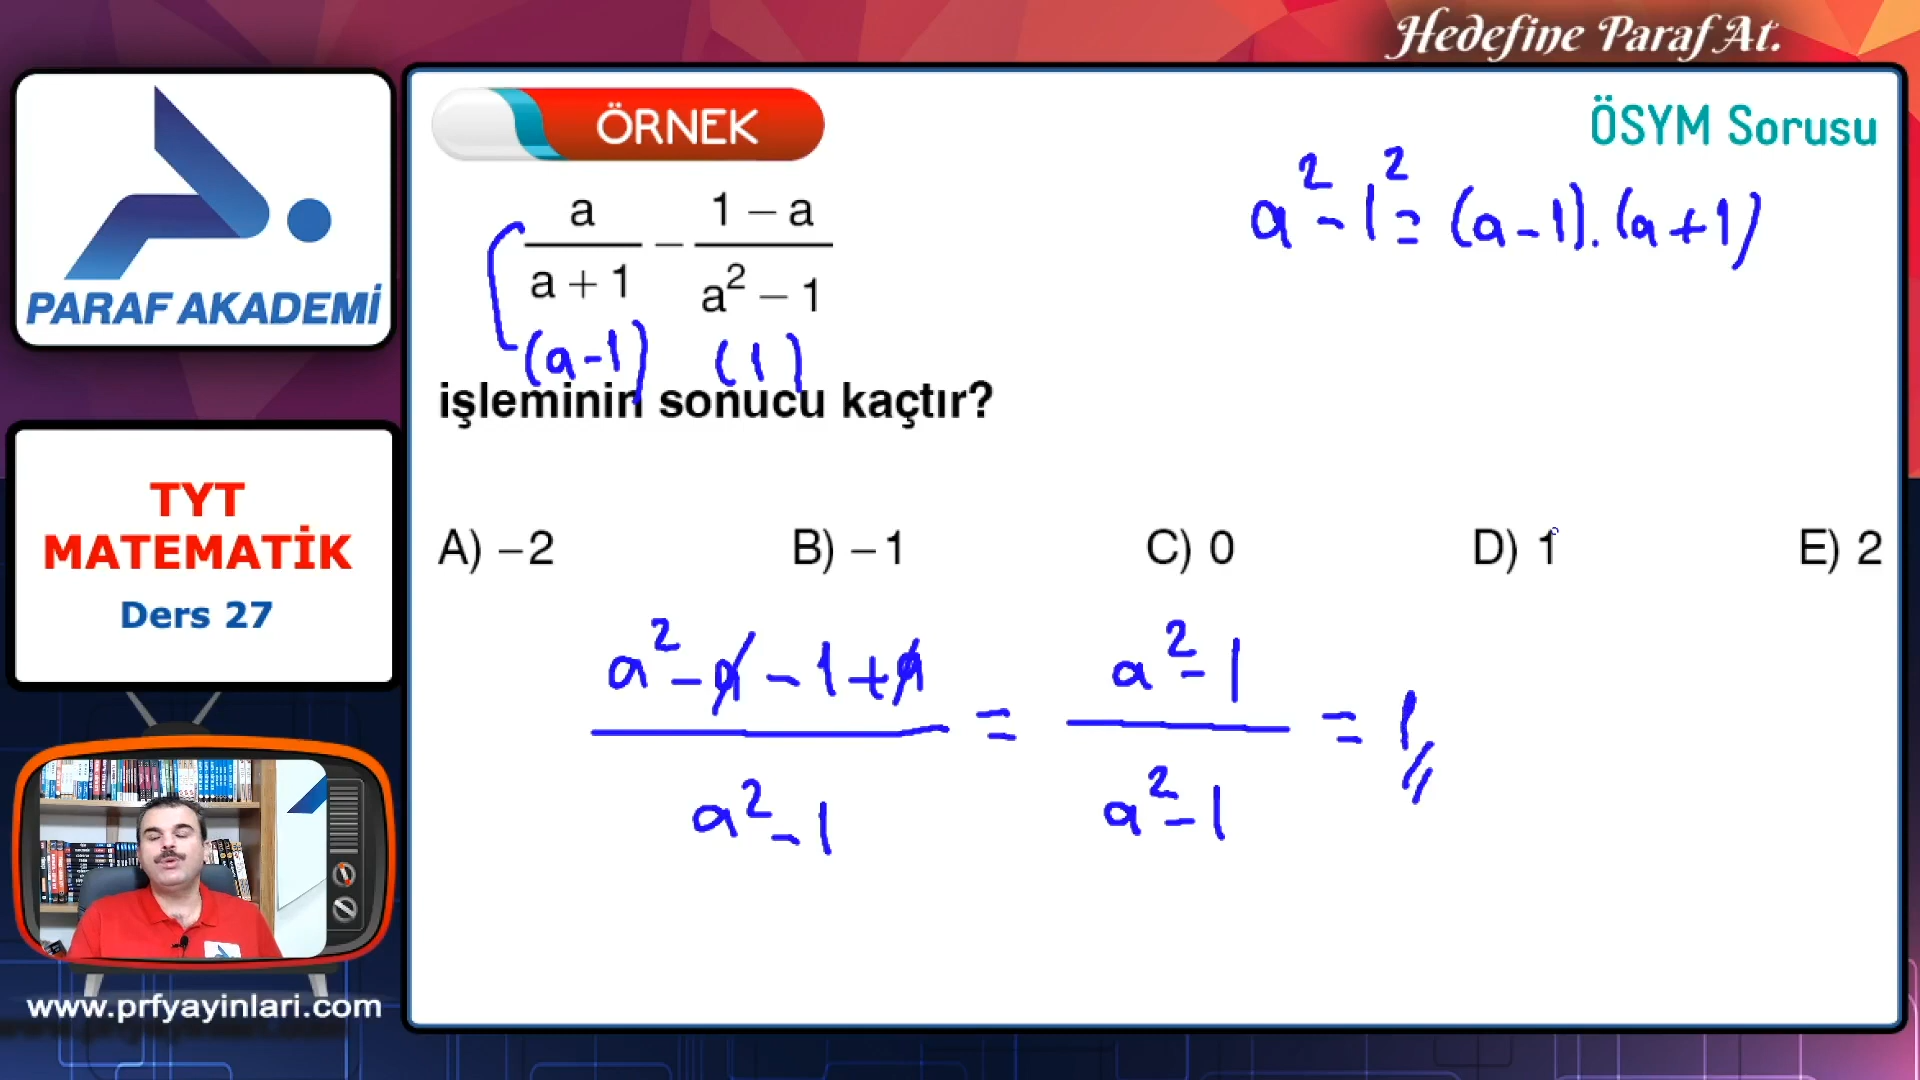 Hedefine Paraf At.
PARAF AKADEMİ
TYT
MATEMATİK
Ders 27
www.prfyayinlari.com
ÖRNEK
ÖSYM Sorusu
a² - 1² = (a - 1) . (a + 1)
a/(a + 1) − (1 − a)/(a² − 1)
(a - 1) (1)
işleminin sonucu kaçtır?
A) −2 B) −1 C) 0 D) 1 E) 2
(a² - a - 1 + a)/(a² - 1) = (a² - 1)/(a² - 1) = 1